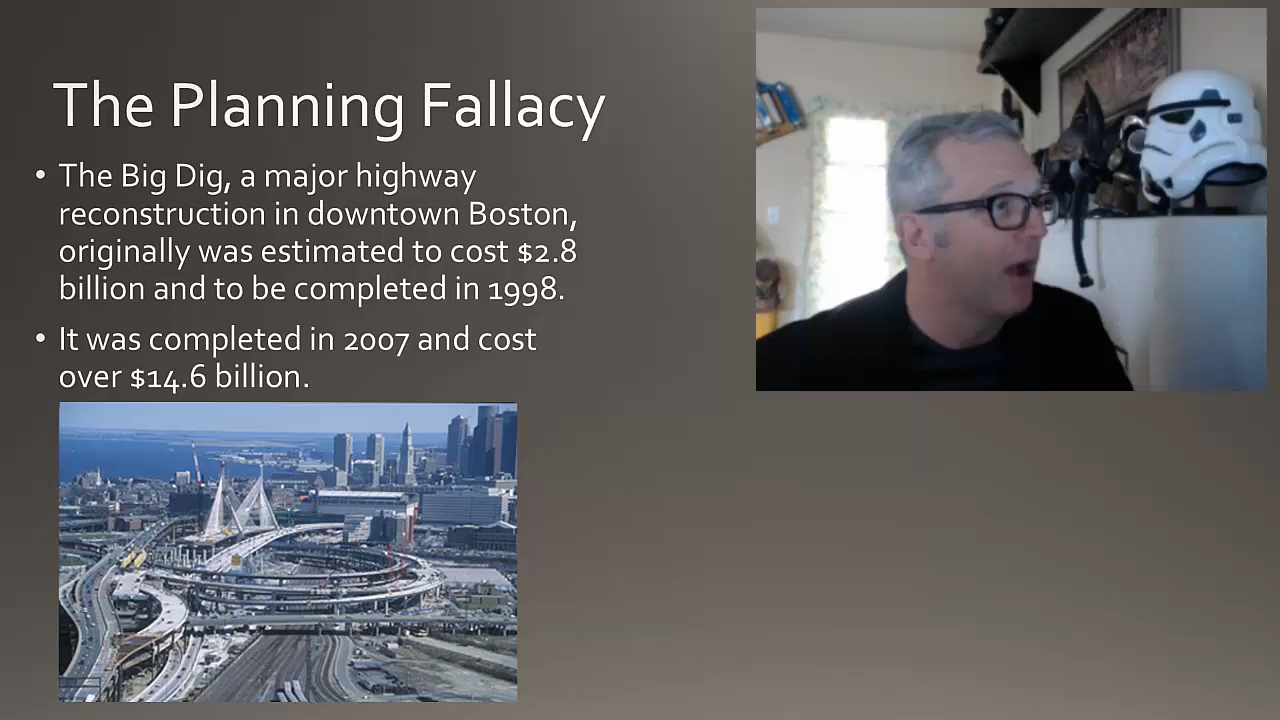 The Planning Fallacy
• The Big Dig, a major highway
reconstruction in downtown Boston,
originally was estimated to cost $2.8
billion and to be completed in 1998.
• It was completed in 2007 and cost
over $14.6 billion.